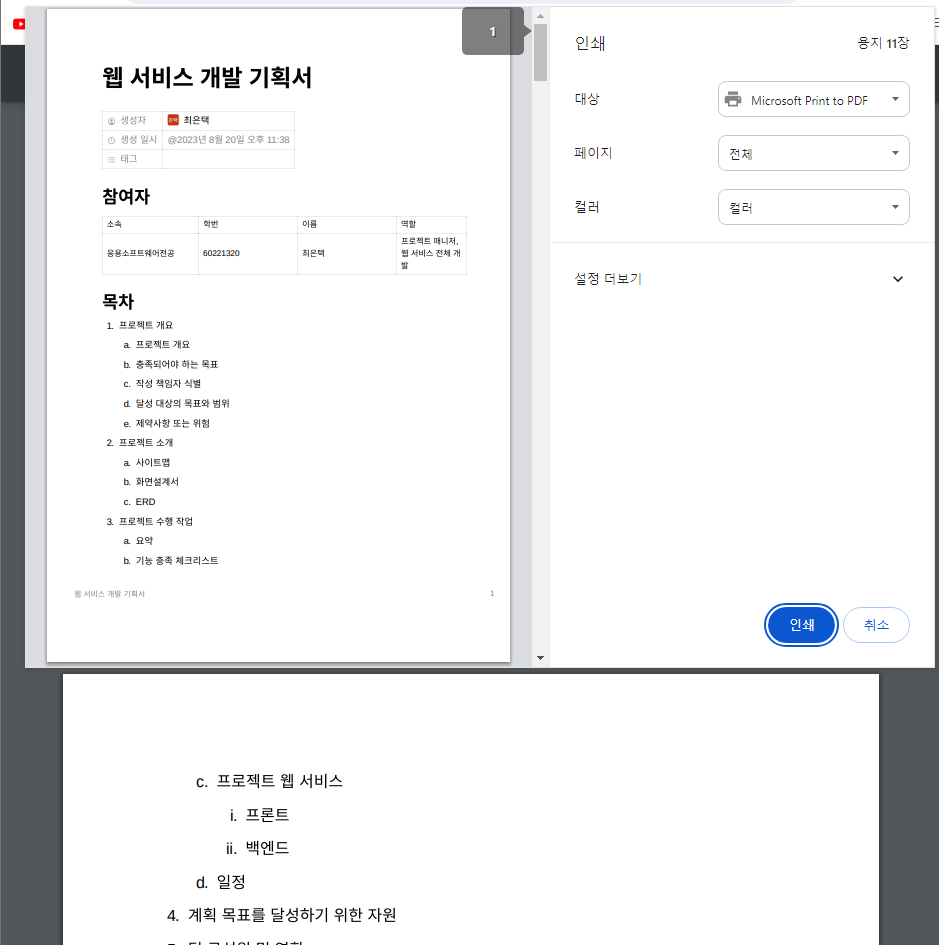 1
웹 서비스 개발 기획서
생성자 최은택
생성 일시 @2023년 8월 20일 오후 11:38
태그
참여자
소속 학번 이름 역할
응용소프트웨어전공 60221320 최은택 프로젝트 매니저, 웹 서비스 전체 개발
목차
1. 프로젝트 개요
a. 프로젝트 개요
b. 충족되어야 하는 목표
c. 작성 책임자 식별
d. 달성 대상의 목표와 범위
e. 제약사항 또는 위험
2. 프로젝트 소개
a. 사이트맵
b. 화면설계서
c. ERD
3. 프로젝트 수행 작업
a. 요약
b. 기능 충족 체크리스트
웹 서비스 개발 기획서 1
인쇄 용지 11장
대상 Microsoft Print to PDF
페이지 전체
컬러 컬러
설정 더보기
인쇄 취소
c. 프로젝트 웹 서비스
i. 프론트
ii. 백엔드
d. 일정
4. 계획 목표를 달성하기 위한 자원